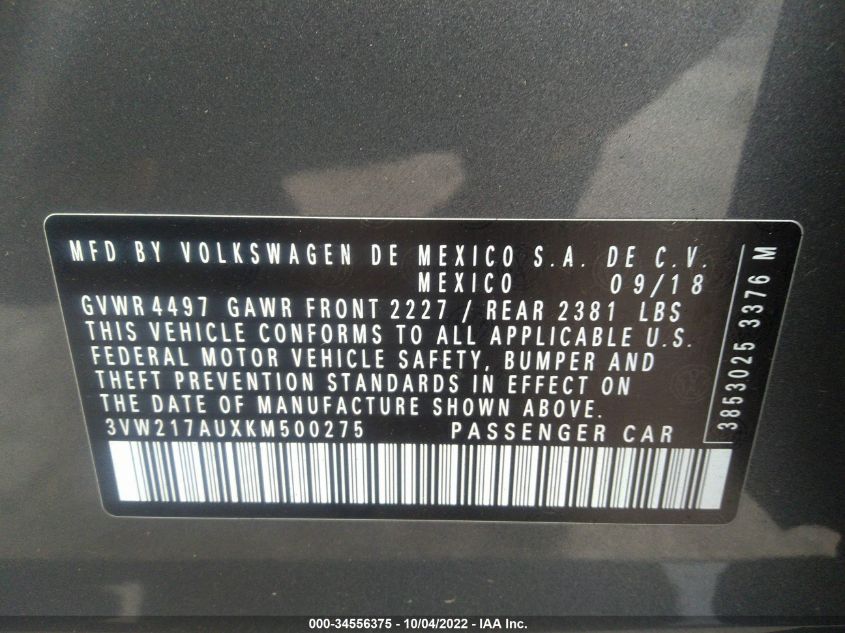 MFD BY VOLKSWAGEN DE MEXICO S.A. DE C.V.
MEXICO 09/18
GVWR 4497 GAWR FRONT 2227 / REAR 2381 LBS
THIS VEHICLE CONFORMS TO ALL APPLICABLE U.S.
FEDERAL MOTOR VEHICLE SAFETY, BUMPER AND
THEFT PREVENTION STANDARDS IN EFFECT ON
THE DATE OF MANUFACTURE SHOWN ABOVE.
3VW217AUXKM500275 PASSENGER CAR
3853025 3376 M
000-34556375 - 10/04/2022 - IAA Inc.